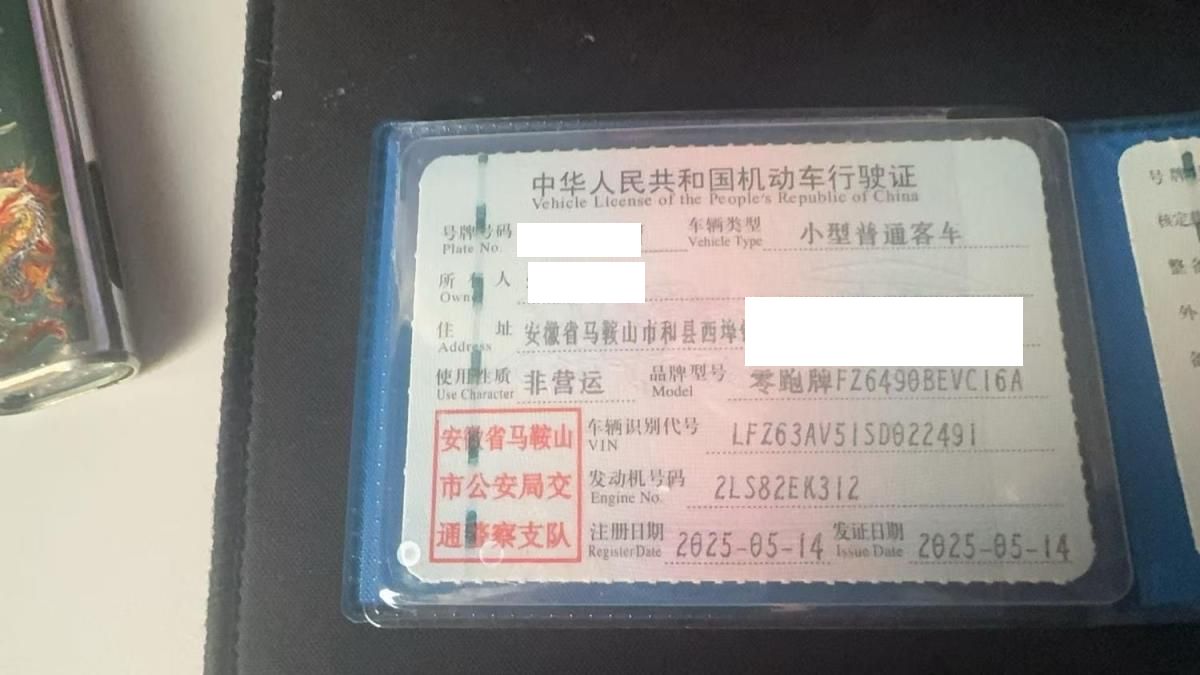 中华人民共和国机动车行驶证
Vehicle License of the People's Republic of China
号牌号码 车辆类型 小型普通客车
Plate No. Vehicle Type
所有人
Owner
住址 安徽省马鞍山市和县西埠
Address
使用性质 非营运 品牌型号 零跑牌FZ6490BEVC16A
Use Character Model
安徽省马鞍山
市公安局交
通警察支队
车辆识别代号 LFZ63AV51SD022491
VIN
发动机号码 2LS82EK312
Engine No.
注册日期 2025-05-14 发证日期 2025-05-14
Register Date Issue Date
号牌
核定
整备
外